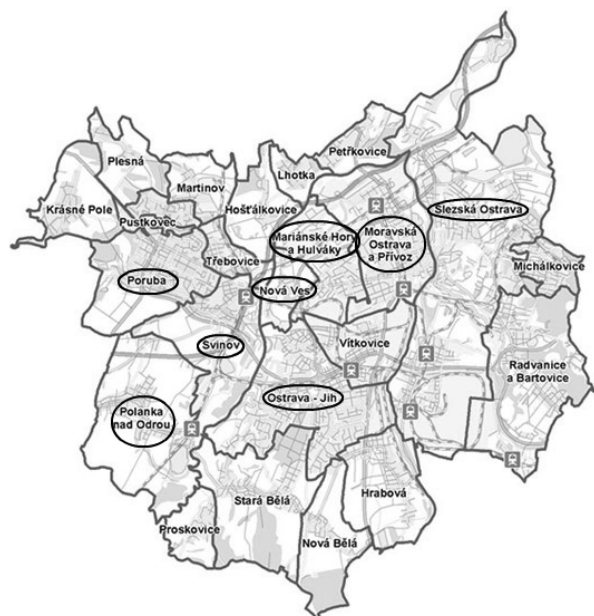 Petřkovice
Plesná
Lhotka
Martinov
Krásné Pole
Hošťálkovice
Slezská Ostrava
Pustkovec
Mariánské Hory
a Hulváky
Moravská
Ostrava
a Přívoz
Třebovice
Michálkovice
Poruba
Nová Ves
Svinov
Vítkovice
Radvanice
a Bartovice
Ostrava - Jih
Polanka
nad Odrou
Stará Bělá
Hrabová
Proskovice
Nová Bělá